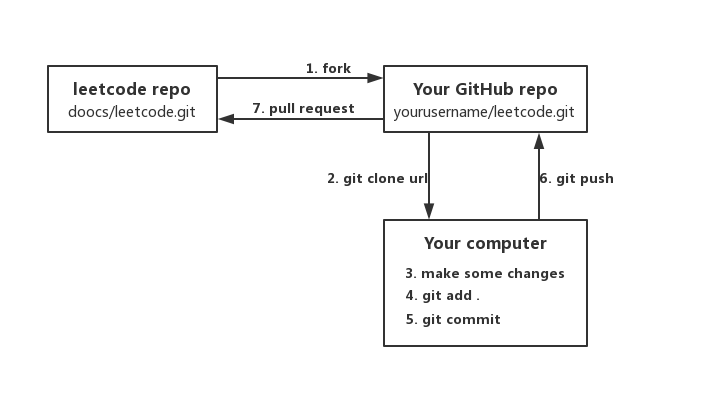 1. fork
leetcode repo
doocs/leetcode.git
Your GitHub repo
yourusername/leetcode.git
7. pull request
2. git clone url
6. git push
Your computer
3. make some changes
4. git add .
5. git commit